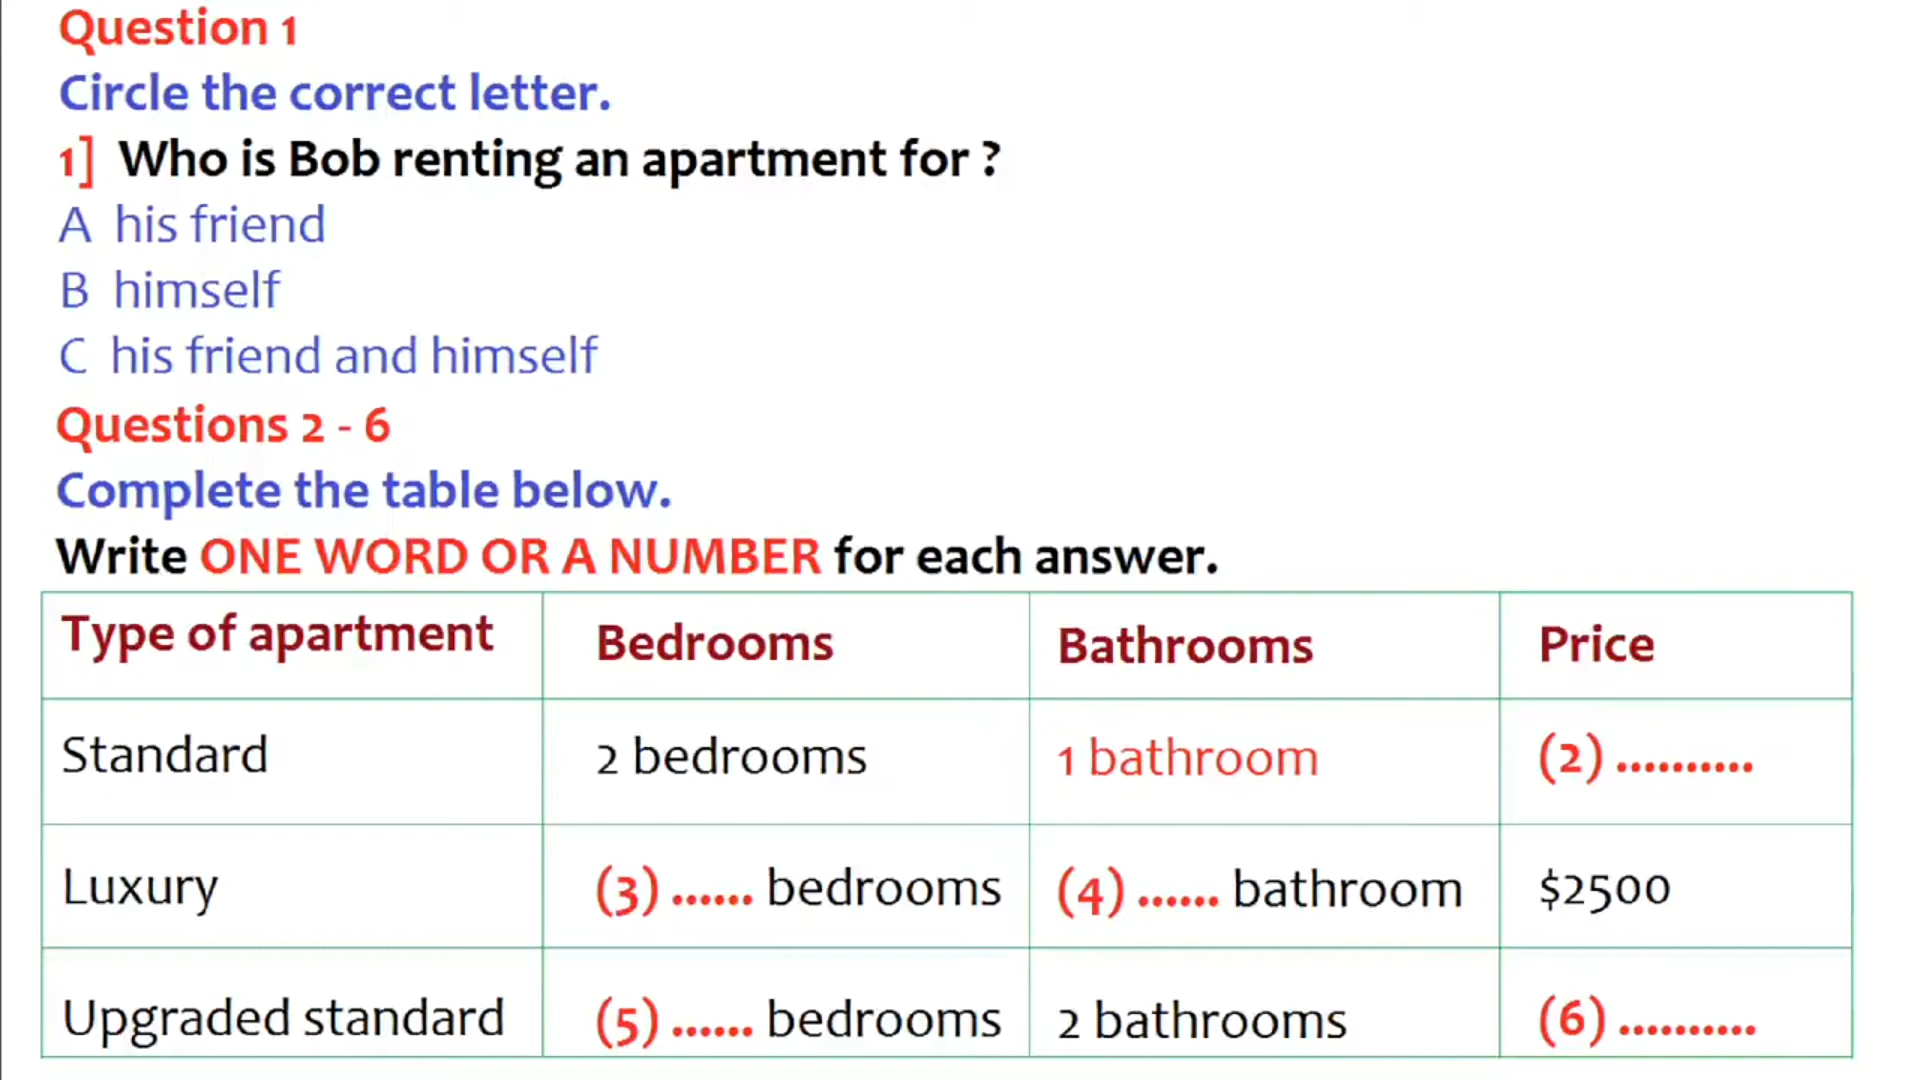 Question 1
Circle the correct letter.
1] Who is Bob renting an apartment for ?
A his friend
B himself
C his friend and himself
Questions 2 - 6
Complete the table below.
Write ONE WORD OR A NUMBER for each answer.
Type of apartment Bedrooms Bathrooms Price
Standard 2 bedrooms 1 bathroom (2) ..........
Luxury (3) ...... bedrooms (4) ...... bathroom $2500
Upgraded standard (5) ...... bedrooms 2 bathrooms (6) ..........